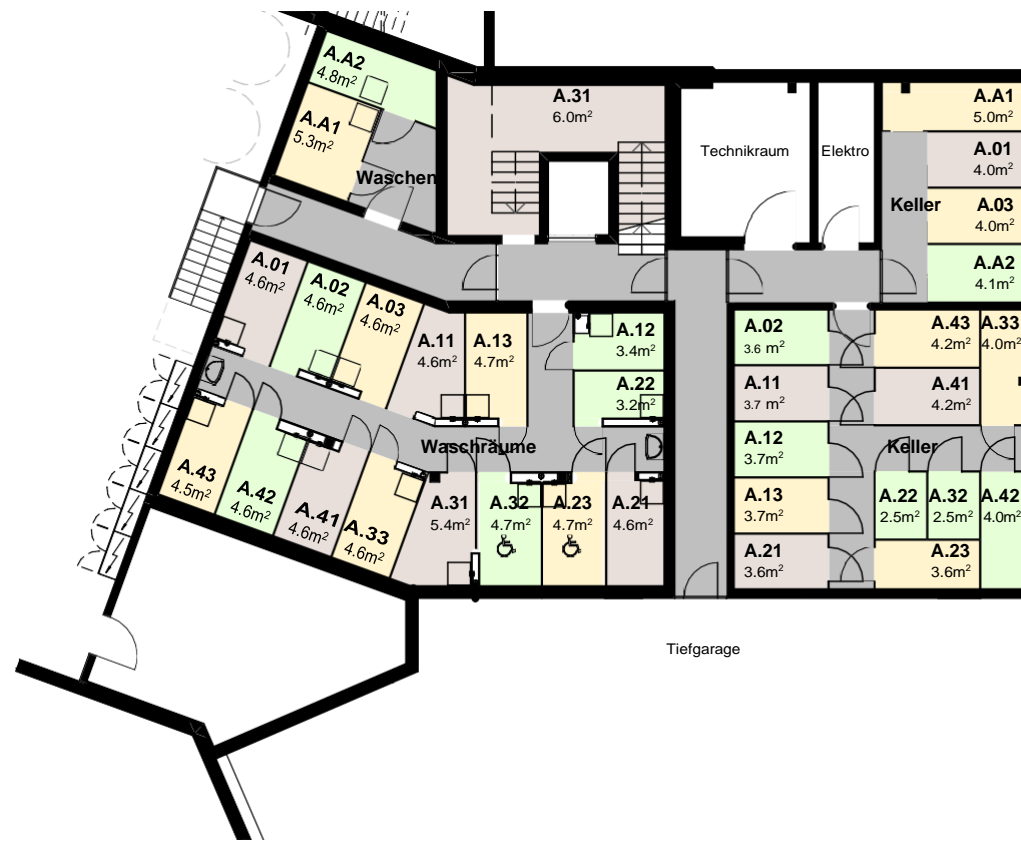 A.A2
4.8m²
A.A1
5.3m²
Waschen
A.31
6.0m²
Technikraum
Elektro
A.A1
5.0m²
A.01
4.0m²
Keller
A.03
4.0m²
A.A2
4.1m²
A.01
4.6m²
A.02
4.6m²
A.03
4.6m²
A.11
4.6m²
A.13
4.7m²
A.12
3.4m²
A.22
3.2m²
A.02
3.6 m²
A.43
4.2m²
A.33
4.0m²
A.11
3.7 m²
A.41
4.2m²
Waschräume
A.12
3.7m²
Keller
A.43
4.5m²
A.42
4.6m²
A.41
4.6m²
A.33
4.6m²
A.31
5.4m²
A.32
4.7m²
A.23
4.7m²
A.21
4.6m²
A.13
3.7m²
A.22
2.5m²
A.32
2.5m²
A.42
4.0m²
A.21
3.6m²
A.23
3.6m²
Tiefgarage